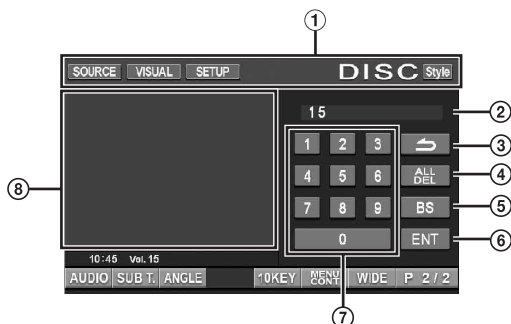 1
SOURCE VISUAL SETUP DISC Style
15 2
1 2 3 3
4 5 6 ALL DEL 4
7 8 9 BS 5
0 ENT 6
8
10:45 Vol. 15
AUDIO SUB T. ANGLE 10KEY MENU CONT WIDE P 2/2
7